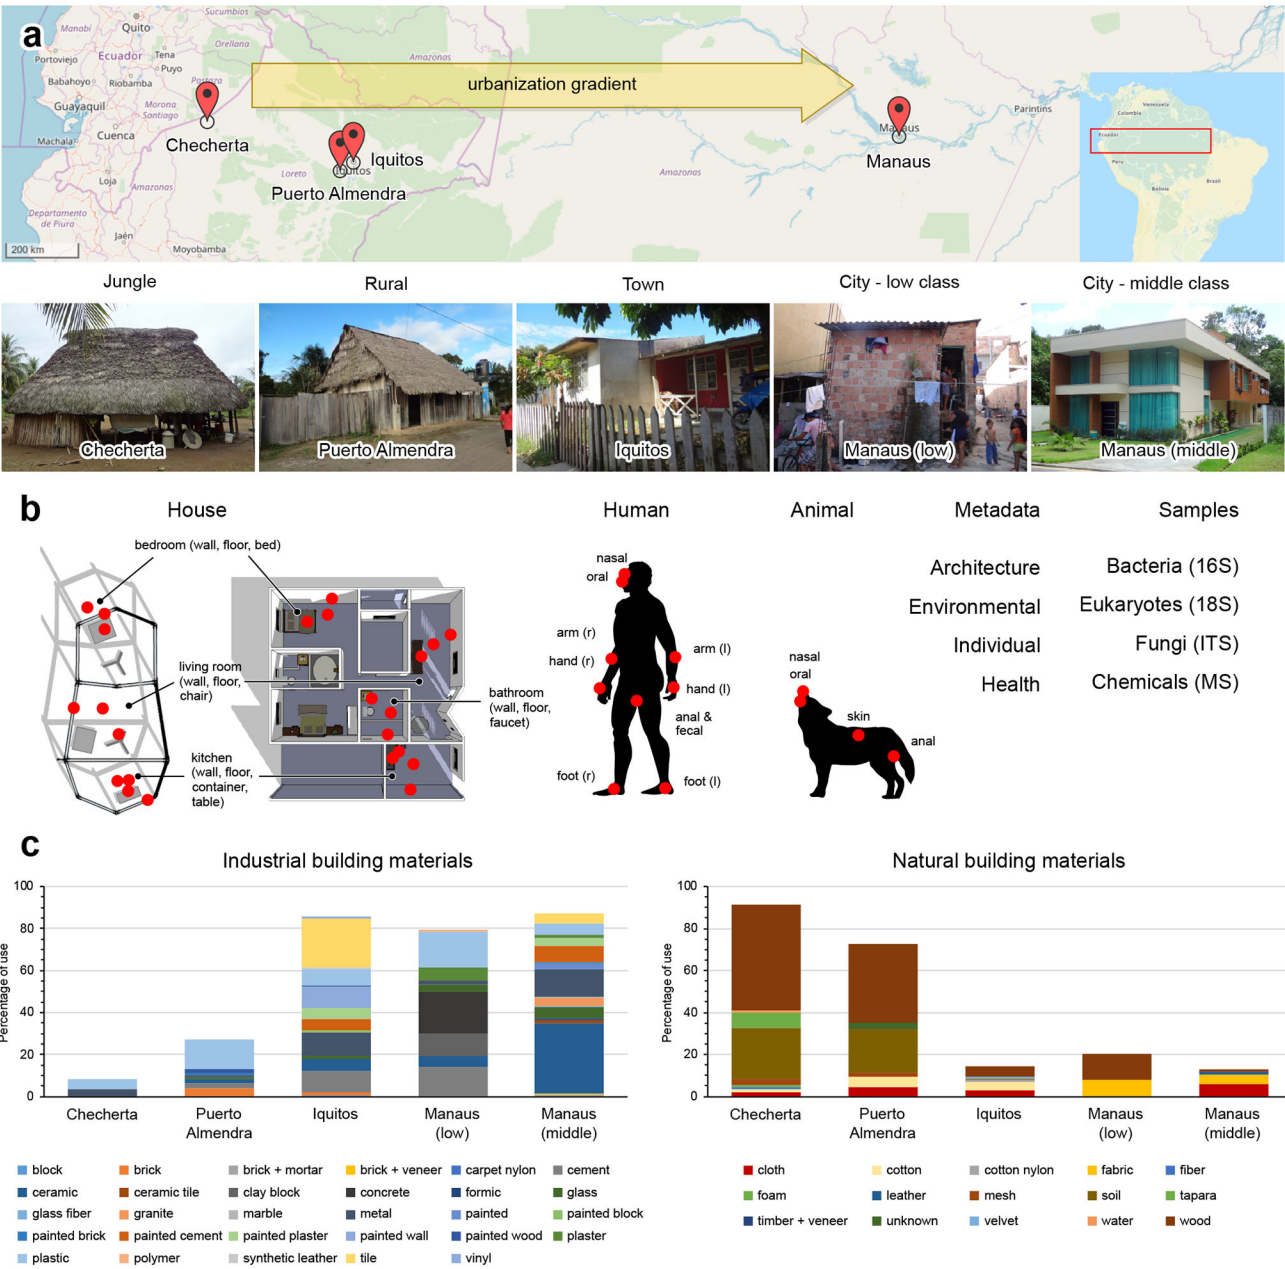 a
Sucumbios
Quito
Manabí
Orellana
Ecuador
Tena
Portoviejo
Puyo
Amazonas
Babahoyo
Riobamba
Pastaza
Guayaquil
Morona
Santiago
Cuenca
Machala
Checherta
urbanization gradient
Iquitos
Iquitos
Loreto
Puerto Almendra
Loja
Amazonas
Departamento
de Piura
Jaén
Moyobamba
200 km
Amazonas
Manaus
Manaus
Parintins
Venezuela
Colombia
Ecuador
Peru
Brazil
Bolivia
Jungle
Rural
Town
City - low class
City - middle class
Checherta
Puerto Almendra
Iquitos
Manaus (low)
Manaus (middle)
b
House
Human
Animal
Metadata
Samples
bedroom (wall, floor, bed)
living room
(wall, floor,
chair)
bathroom
(wall, floor,
faucet)
kitchen
(wall, floor,
container,
table)
nasal
oral
arm (r)
hand (r)
arm (l)
hand (l)
anal &
fecal
foot (r)
foot (l)
nasal
oral
skin
anal
Architecture
Environmental
Individual
Health
Bacteria (16S)
Eukaryotes (18S)
Fungi (ITS)
Chemicals (MS)
c
Industrial building materials
Percentage of use
100
80
60
40
20
0
Checherta
Puerto
Almendra
Iquitos
Manaus
(low)
Manaus
(middle)
block brick brick + mortar brick + veneer carpet nylon cement
ceramic ceramic tile clay block concrete formic glass
glass fiber granite marble metal painted painted block
painted brick painted cement painted plaster painted wall painted wood plaster
plastic polymer synthetic leather tile vinyl
Natural building materials
Percentage of use
100
80
60
40
20
0
Checherta
Puerto
Almendra
Iquitos
Manaus
(low)
Manaus
(middle)
cloth cotton cotton nylon fabric fiber
foam leather mesh soil tapara
timber + veneer unknown velvet water wood